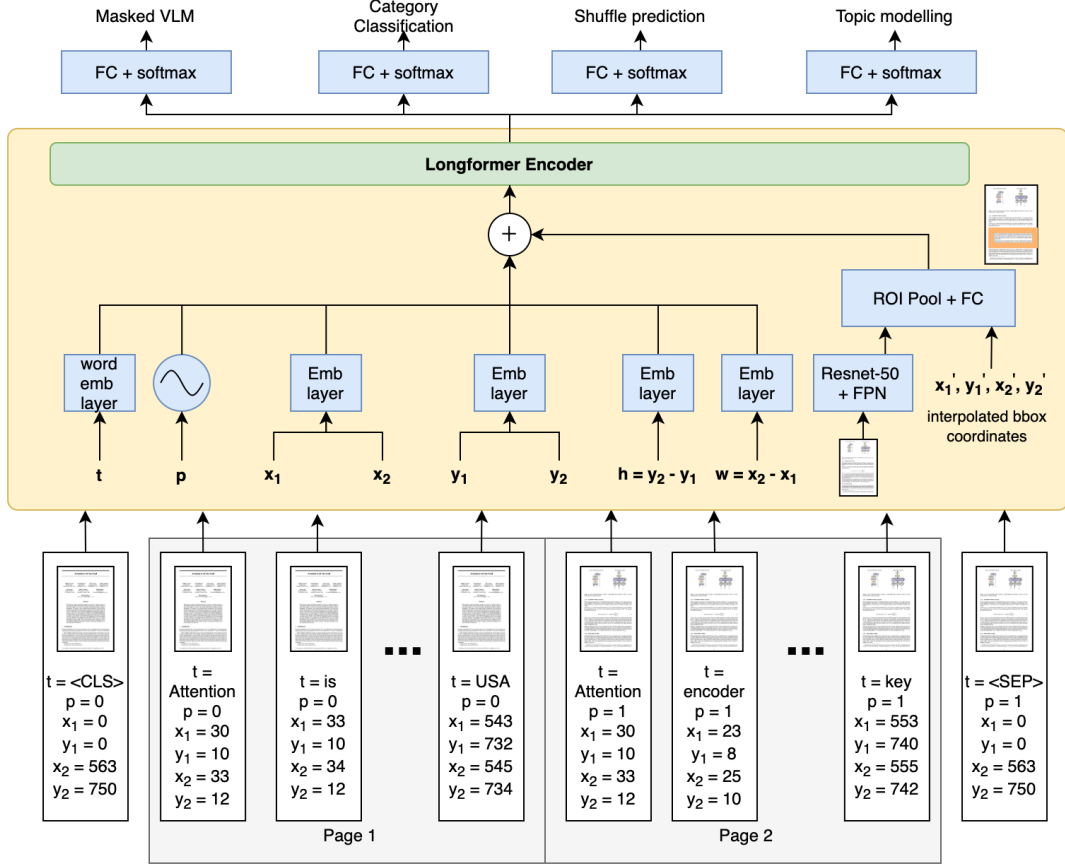 Masked VLM
Category
Classification
Shuffle prediction
Topic modelling
FC + softmax
FC + softmax
FC + softmax
FC + softmax
Longformer Encoder
+
ROI Pool + FC
word
emb
layer
Emb
layer
Emb
layer
Emb
layer
Emb
layer
Resnet-50
+ FPN
x₁', y₁', x₂', y₂'
interpolated bbox
coordinates
t
p
x₁
x₂
y₁
y₂
h = y₂ - y₁
w = x₂ - x₁
t = <CLS>
p = 0
x₁ = 0
y₁ = 0
x₂ = 563
y₂ = 750
t =
Attention
p = 0
x₁ = 30
y₁ = 10
x₂ = 33
y₂ = 12
t = is
p = 0
x₁ = 33
y₁ = 10
x₂ = 34
y₂ = 12
...
t = USA
p = 0
x₁ = 543
y₁ = 732
x₂ = 545
y₂ = 734
t =
Attention
p = 1
x₁ = 30
y₁ = 10
x₂ = 33
y₂ = 12
t =
encoder
p = 1
x₁ = 23
y₁ = 8
x₂ = 25
y₂ = 10
...
t = key
p = 1
x₁ = 553
y₁ = 740
x₂ = 555
y₂ = 742
t = <SEP>
p = 1
x₁ = 0
y₁ = 0
x₂ = 563
y₂ = 750
Page 1
Page 2